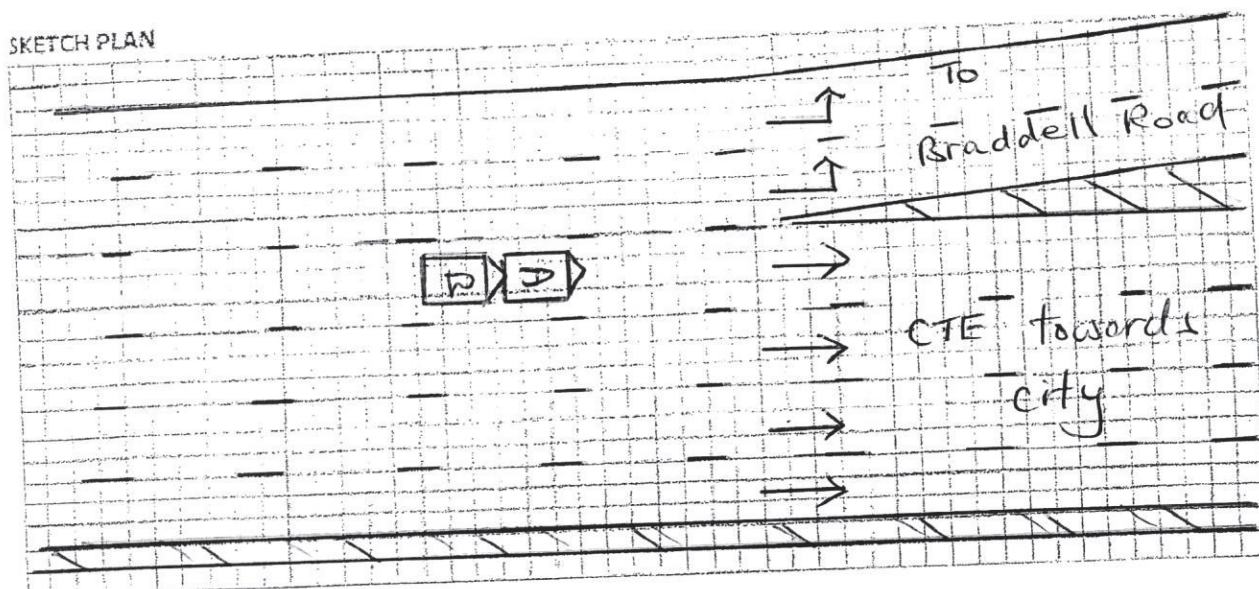 SKETCH PLAN
To
Braddell Road
B A
CTE towards
city